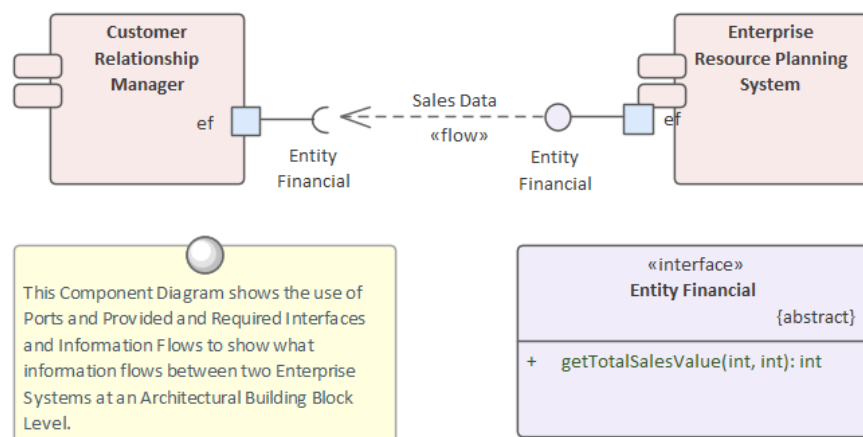 Customer
Relationship
Manager
ef
Entity
Financial
Sales Data
«flow»
Entity
Financial
Enterprise
Resource Planning
System
ef
This Component Diagram shows the use of
Ports and Provided and Required Interfaces
and Information Flows to show what
information flows between two Enterprise
Systems at an Architectural Building Block
Level.
«interface»
Entity Financial
{abstract}
+ getTotalSalesValue(int, int): int